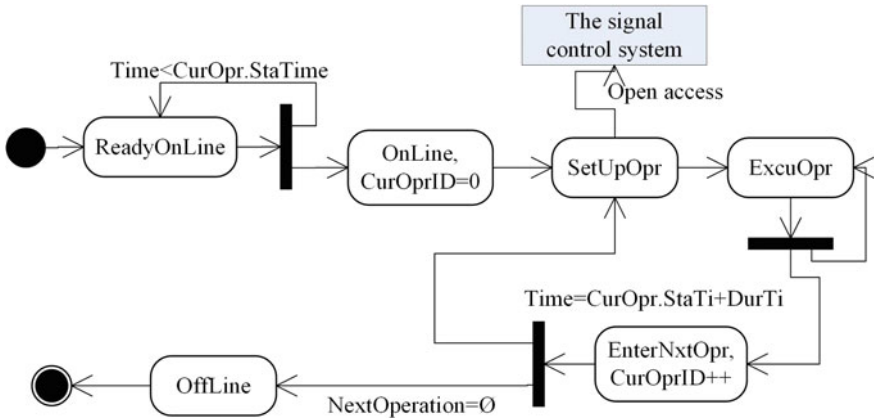 The signal
control system
Time<CurOpr.StaTime
Open access
ReadyOnLine
OnLine,
CurOprID=0
SetUpOpr
ExcuOpr
Time=CurOpr.StaTi+DurTi
EnterNxtOpr,
CurOprID++
OffLine
NextOperation=Ø